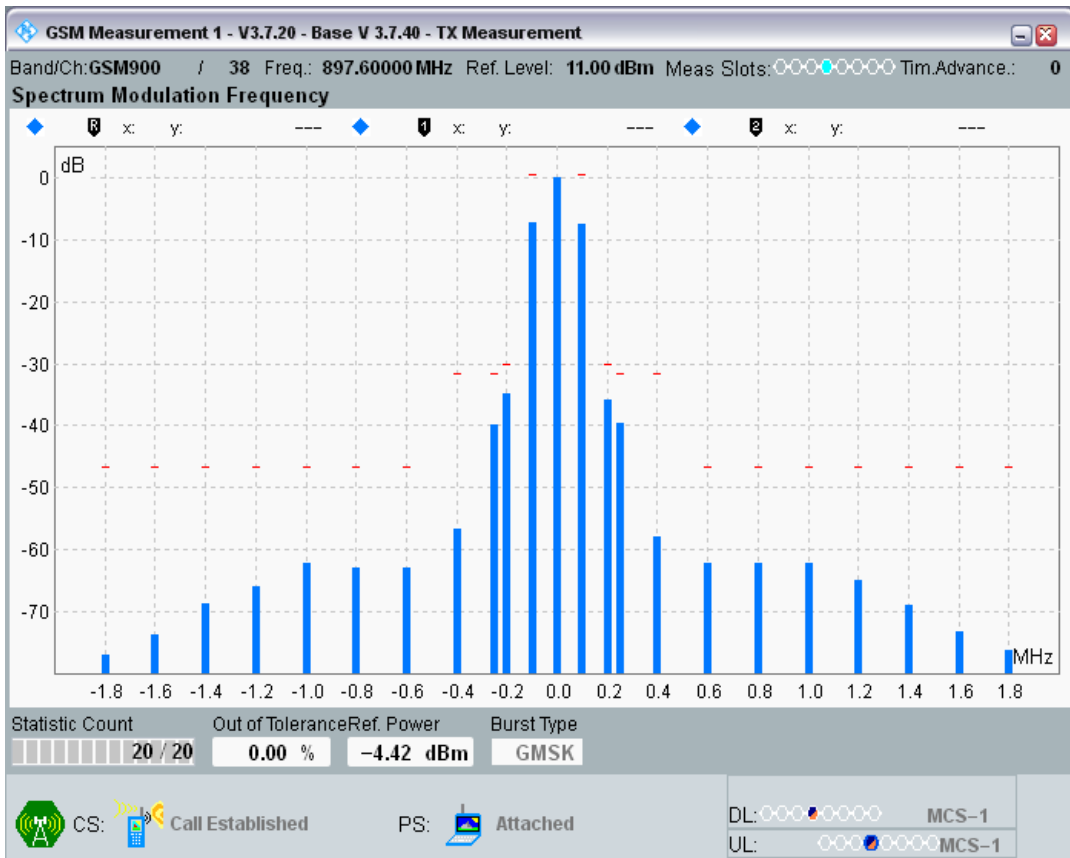 GSM Measurement 1 - V3.7.20 - Base V 3.7.40 - TX Measurement
Band/Ch:GSM900 / 38 Freq.: 897.60000 MHz Ref. Level: 11.00 dBm Meas Slots: Tim.Advance.: 0
Spectrum Modulation Frequency
R x: y: --- 1 x: y: --- 2 x: y: ---
dB
0
-10
-20
-30
-40
-50
-60
-70
MHz
-1.8 -1.6 -1.4 -1.2 -1.0 -0.8 -0.6 -0.4 -0.2 0.0 0.2 0.4 0.6 0.8 1.0 1.2 1.4 1.6 1.8
Statistic Count Out of Tolerance Ref. Power Burst Type
20 / 20 0.00 % −4.42 dBm GMSK
CS: Call Established PS: Attached
DL: MCS−1
UL: MCS−1